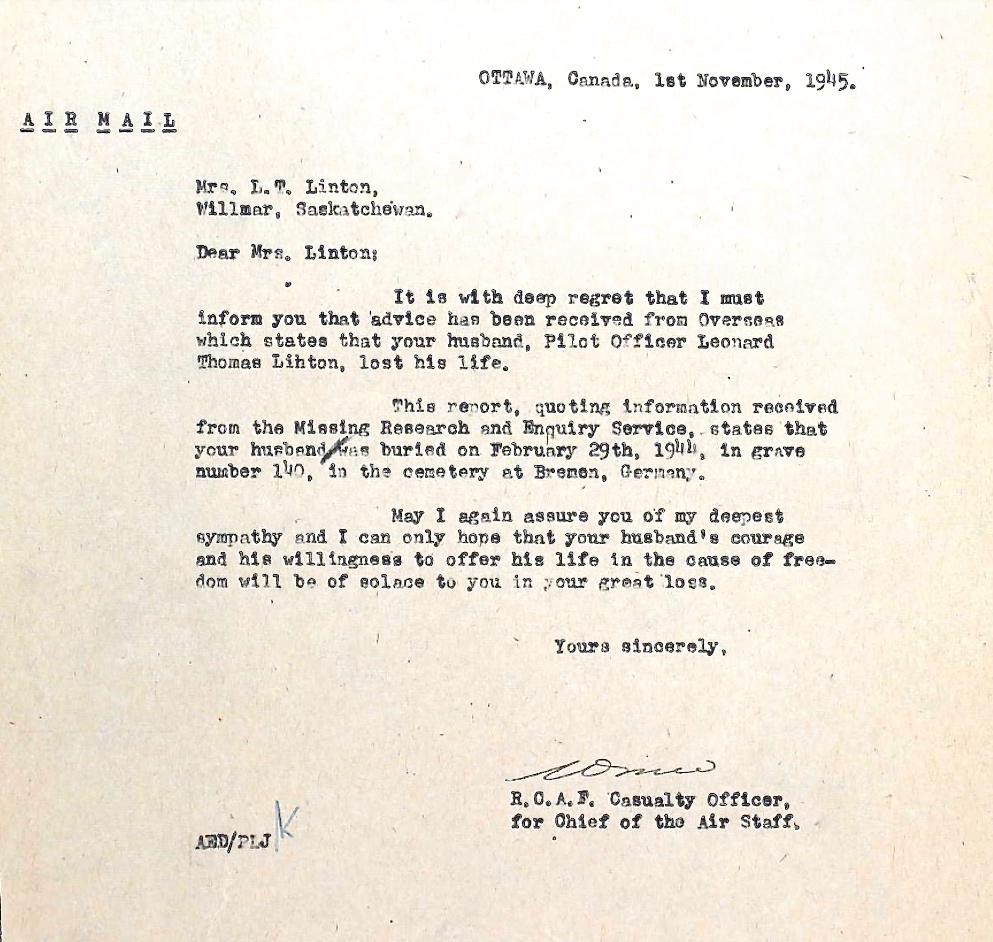 OTTAWA, Canada, 1st November, 1945.
AIR MAIL
Mrs. L.T. Linton,
Willmar, Saskatchewan.
Dear Mrs. Linton:
It is with deep regret that I must
inform you that advice has been received from Overseas
which states that your husband, Pilot Officer Leonard
Thomas Lihton, lost his life.
This report, quoting information received
from the Missing Research and Enquiry Service, states that
your husband was buried on February 29th, 1944, in grave
number 140, in the cemetery at Bremen, Germany.
May I again assure you of my deepest
sympathy and I can only hope that your husband's courage
and his willingness to offer his life in the cause of free-
dom will be of solace to you in your great loss.
Yours sincerely,
R.C.A.F. Casualty Officer,
for Chief of the Air Staff.
AED/PLJ K